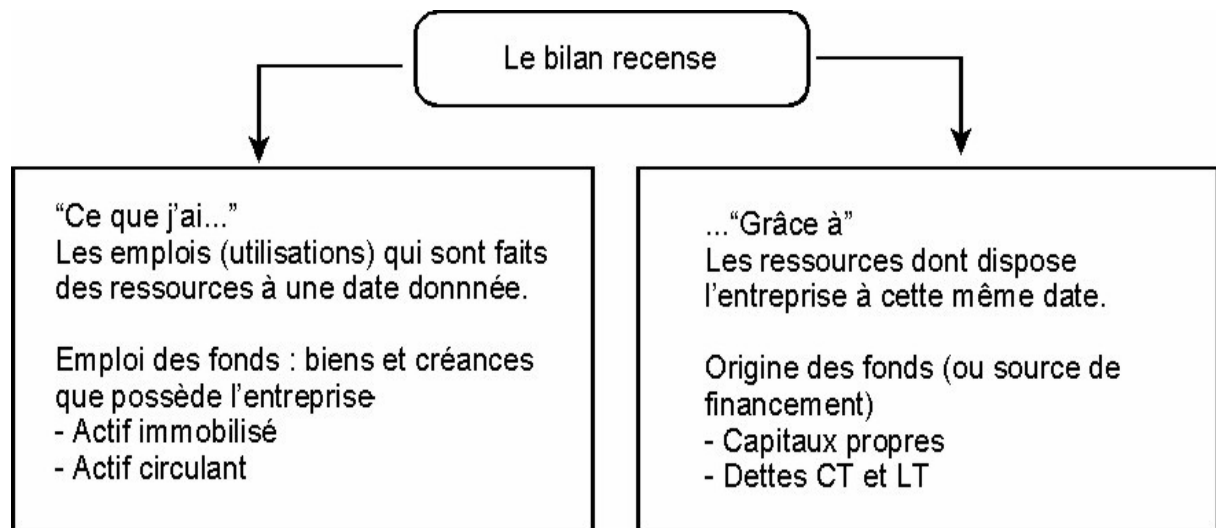 Le bilan recense
“Ce que j’ai...”
Les emplois (utilisations) qui sont faits
des ressources à une date donnnée.
Emploi des fonds : biens et créances
que possède l’entreprise
- Actif immobilisé
- Actif circulant
...“Grâce à”
Les ressources dont dispose
l’entreprise à cette même date.
Origine des fonds (ou source de
financement)
- Capitaux propres
- Dettes CT et LT